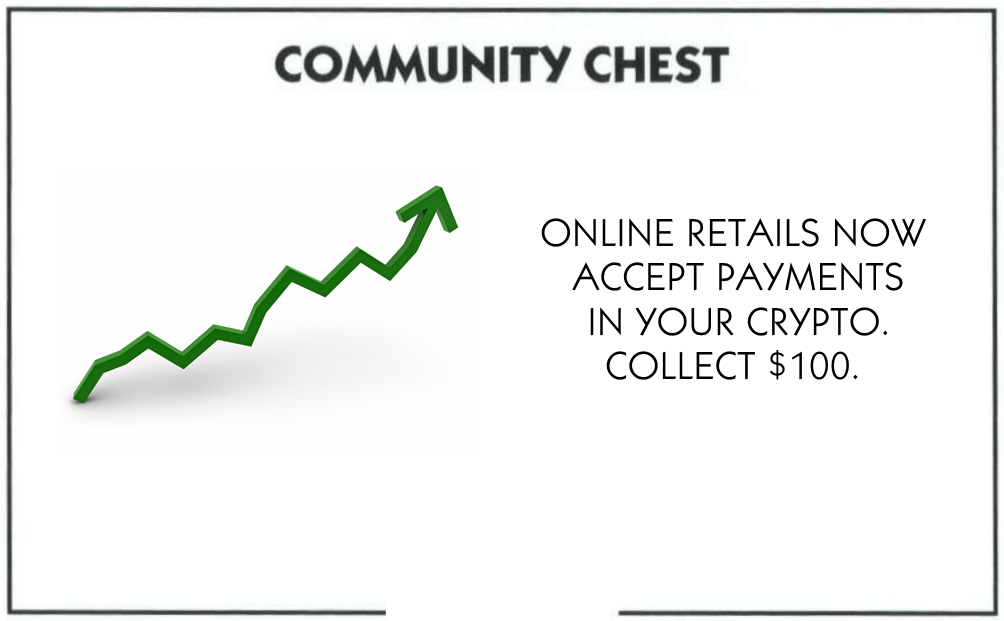 COMMUNITY CHEST
ONLINE RETAILS NOW
ACCEPT PAYMENTS
IN YOUR CRYPTO.
COLLECT $100.